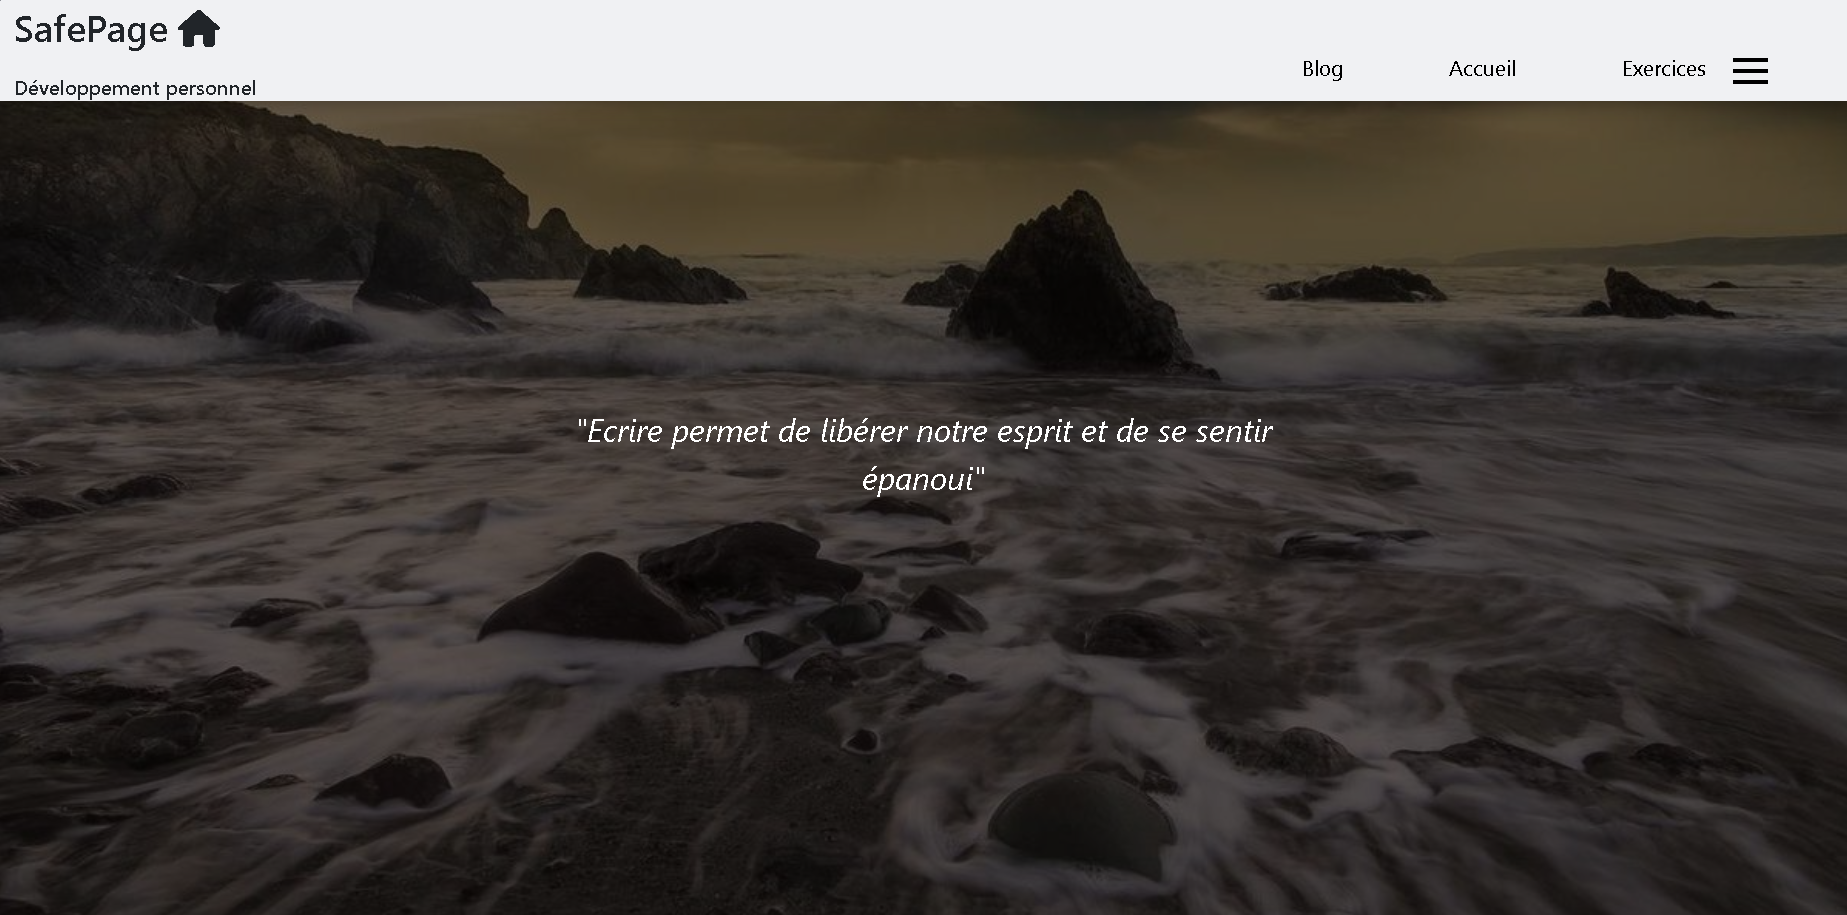 SafePage
Développement personnel
Blog
Accueil
Exercices
"Ecrire permet de libérer notre esprit et de se sentir
épanoui"